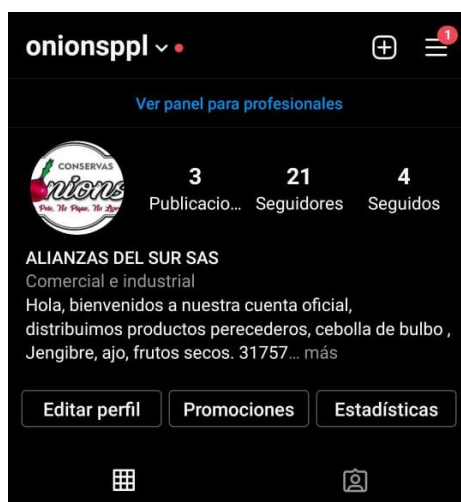 onionsppl
1
Ver panel para profesionales
CONSERVAS
nions
3 21 4
Publicacio... Seguidores Seguidos
ALIANZAS DEL SUR SAS
Comercial e industrial
Hola, bienvenidos a nuestra cuenta oficial,
distribuimos productos perecederos, cebolla de bulbo ,
Jengibre, ajo, frutos secos. 31757... más
Editar perfil Promociones Estadísticas